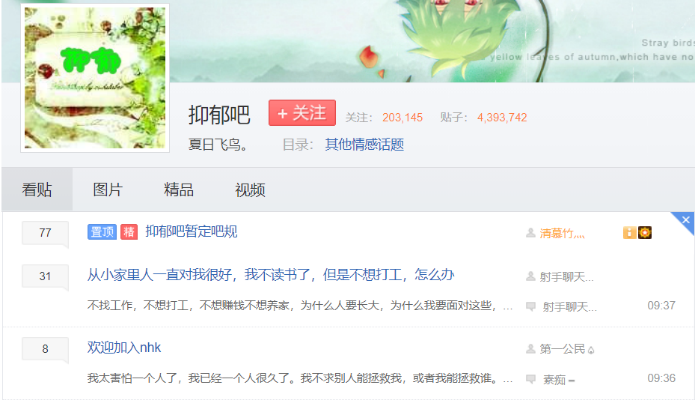 Stray birds
yellow leaves of autumn,which have no
抑郁
抑郁吧
+ 关注
关注： 203,145 贴子： 4,393,742
夏日飞鸟。 目录： 其他情感话题
看贴 图片 精品 视频
77 置顶 精 抑郁吧暂定吧规 清墓竹灬
31 从小家里人一直对我很好，我不读书了，但是不想打工，怎么办 射手聊天...
不找工作，不想打工，不想赚钱不想养家，为什么人要长大，为什么我要面对这些， ... 射手聊天... 09:37
8 欢迎加入nhk 第一公民
我太害怕一个人了，我已经一个人很久了。我不求别人能拯救我，或者我能拯救谁。... 素痴 09:36